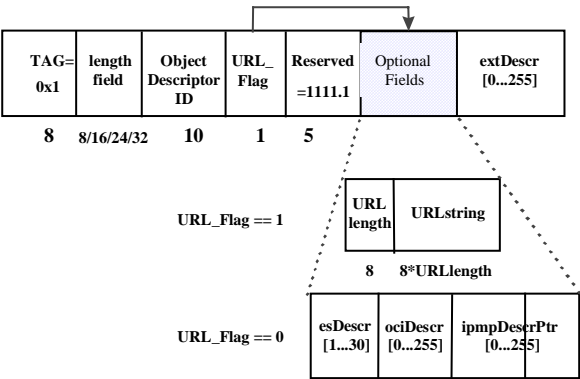 TAG=
0x1
length
field
Object
Descriptor
ID
URL_
Flag
Reserved
=1111.1
Optional
Fields
extDescr
[0...255]
8
8/16/24/32
10
1
5
URL_Flag == 1
URL
length
URLstring
8
8*URLlength
URL_Flag == 0
esDescr
[1...30]
ociDescr
[0...255]
ipmpDescrPtr
[0...255]